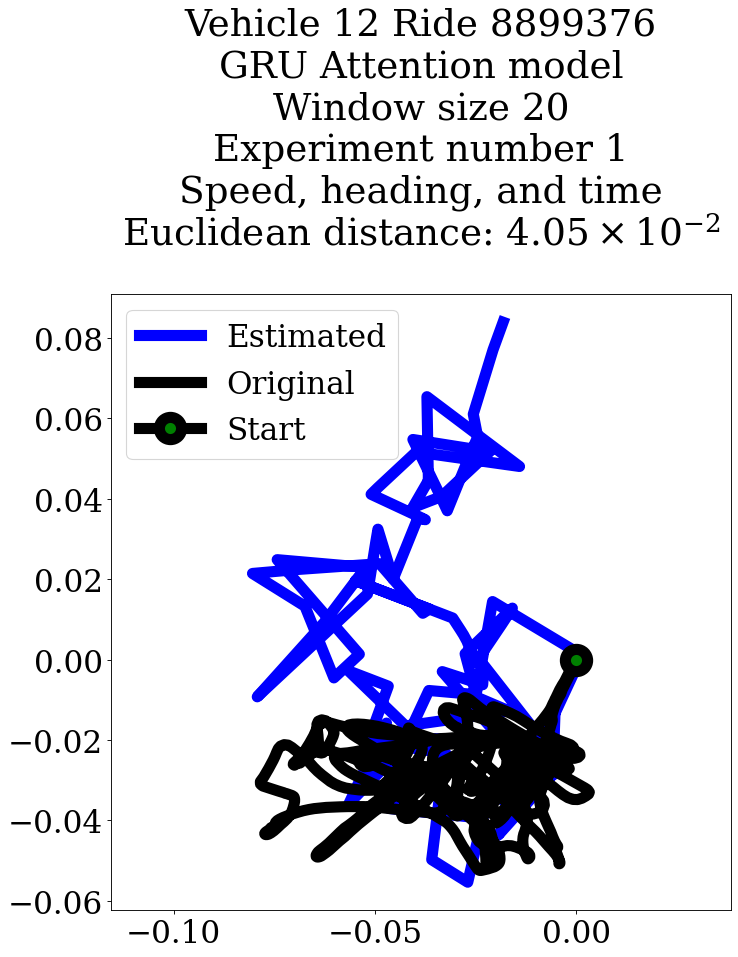 Vehicle 12 Ride 8899376
GRU Attention model
Window size 20
Experiment number 1
Speed, heading, and time
Euclidean distance: 4.05 × 10⁻²
Estimated
Original
Start
0.08
0.06
0.04
0.02
0.00
−0.02
−0.04
−0.06
−0.10 −0.05 0.00